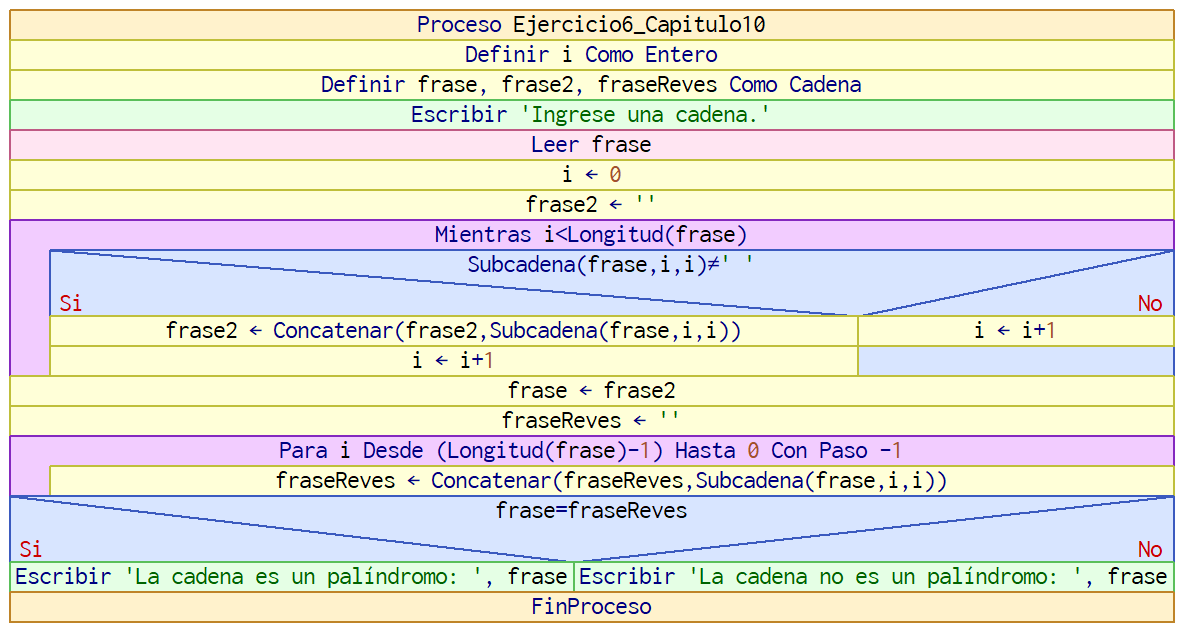 Proceso Ejercicio6_Capitulo10
Definir i Como Entero
Definir frase, frase2, fraseReves Como Cadena
Escribir 'Ingrese una cadena.'
Leer frase
i ← 0
frase2 ← ''
Mientras i<Longitud(frase)
Subcadena(frase,i,i)≠' '
Si
No
frase2 ← Concatenar(frase2,Subcadena(frase,i,i))
i ← i+1
i ← i+1
frase ← frase2
fraseReves ← ''
Para i Desde (Longitud(frase)-1) Hasta 0 Con Paso -1
fraseReves ← Concatenar(fraseReves,Subcadena(frase,i,i))
frase=fraseReves
Si
No
Escribir 'La cadena es un palíndromo: ', frase
Escribir 'La cadena no es un palíndromo: ', frase
FinProceso